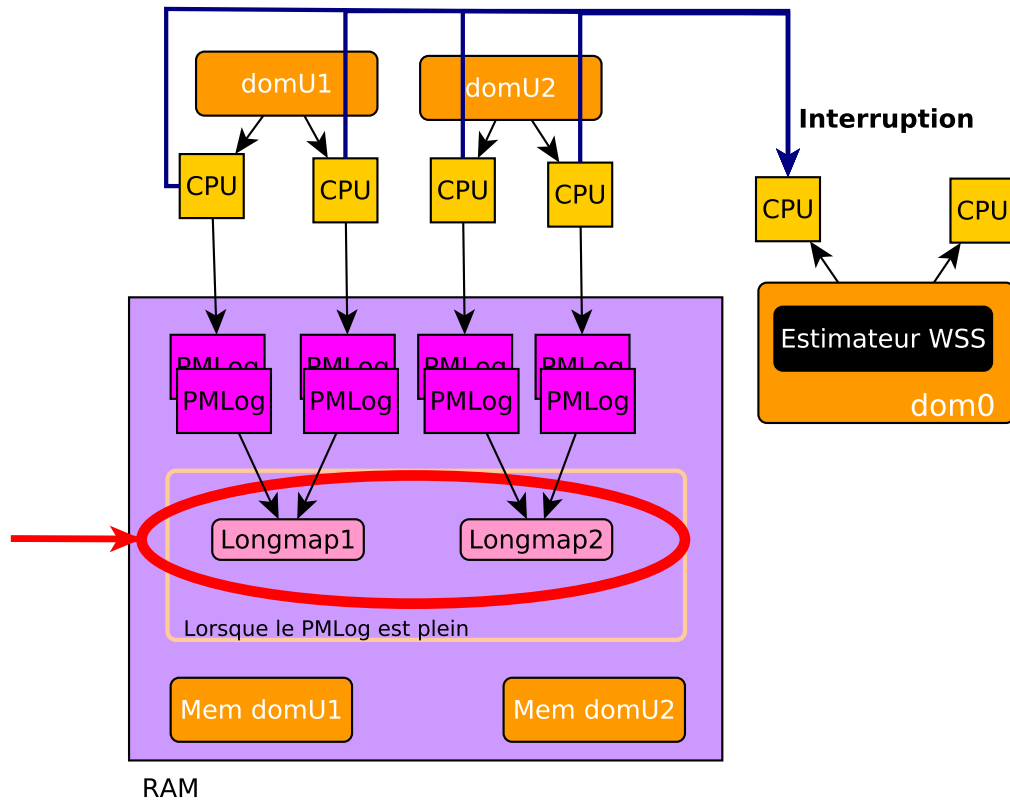 domU1
domU2
Interruption
CPU
CPU
CPU
CPU
CPU
CPU
PMLog
PMLog
PMLog
PMLog
Estimateur WSS
PMLog
PMLog
PMLog
PMLog
dom0
Longmap1
Longmap2
Lorsque le PMLog est plein
Mem domU1
Mem domU2
RAM